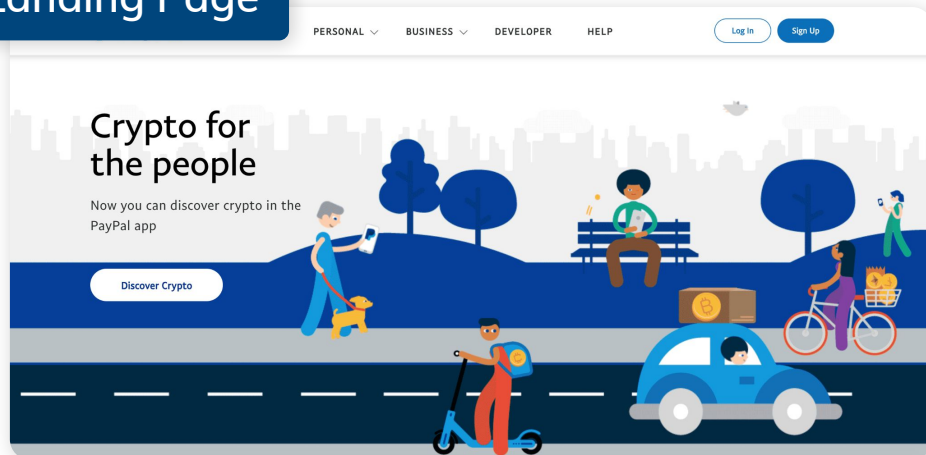 Landing Page
PERSONAL BUSINESS DEVELOPER HELP Log In Sign Up
Crypto for
the people
Now you can discover crypto in the
PayPal app
Discover Crypto